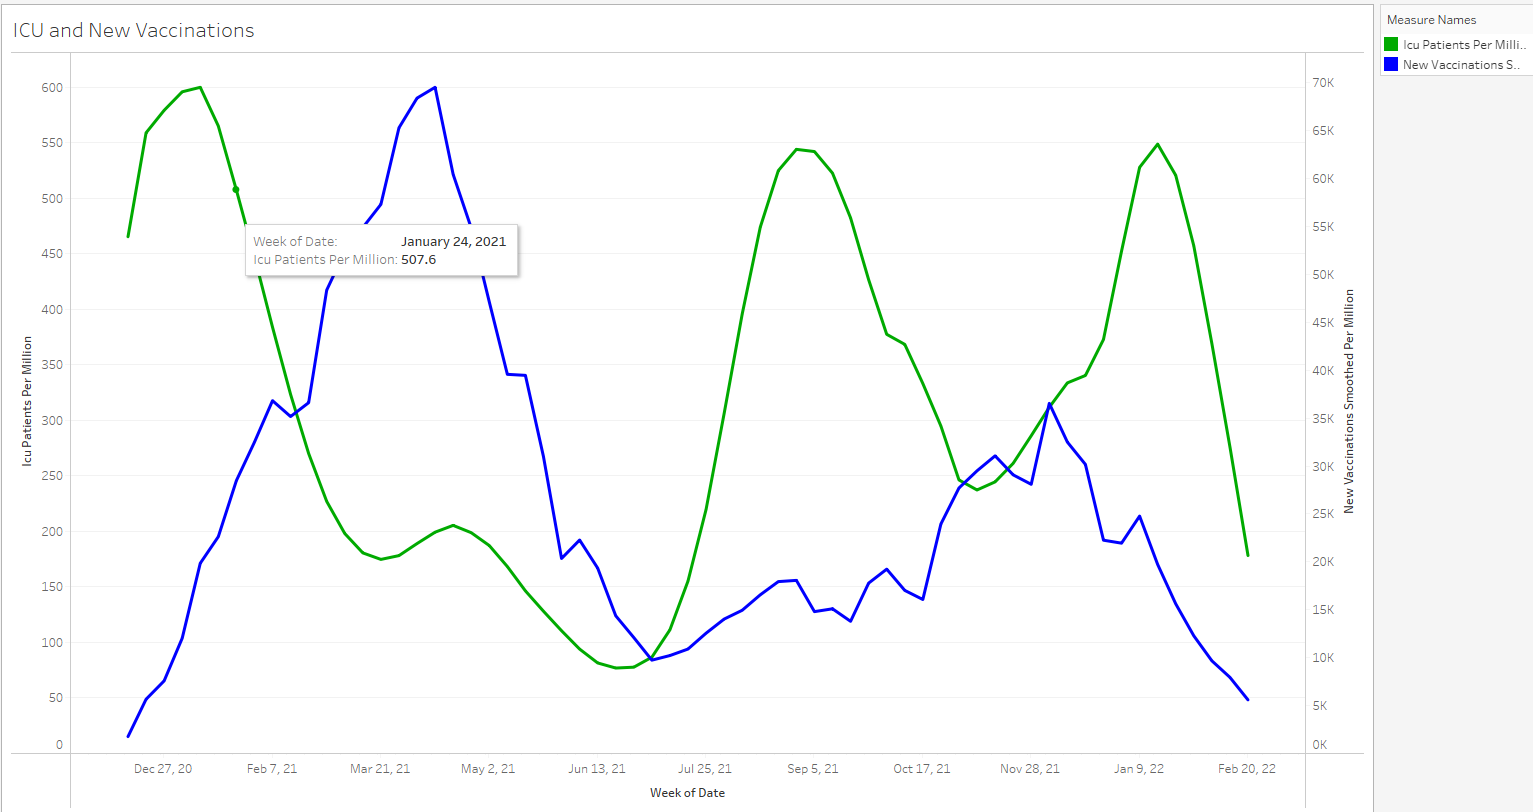 ICU and New Vaccinations
Measure Names
Icu Patients Per Milli..
New Vaccinations S..
600
550
500
450
400
350
300
250
200
150
100
50
0
Icu Patients Per Million
Week of Date: January 24, 2021
Icu Patients Per Million: 507.6
70K
65K
60K
55K
50K
45K
40K
35K
30K
25K
20K
15K
10K
5K
0K
New Vaccinations Smoothed Per Million
Dec 27, 20 Feb 7, 21 Mar 21, 21 May 2, 21 Jun 13, 21 Jul 25, 21 Sep 5, 21 Oct 17, 21 Nov 28, 21 Jan 9, 22 Feb 20, 22
Week of Date